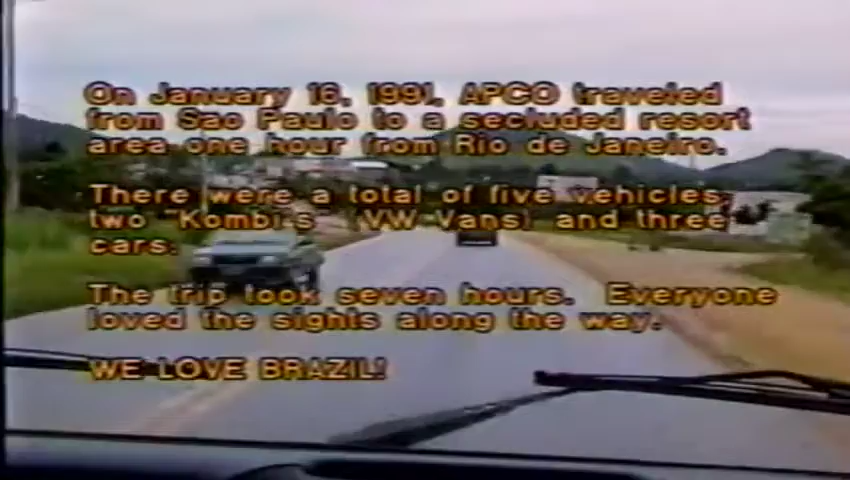 On January 16, 1991, APCO traveled
from Sao Paulo to a secluded resort
area one hour from Rio de Janeiro.
There were a total of five vehicles;
two "Kombi-s" (VW Vans) and three
cars.
The trip took seven hours. Everyone
loved the sights along the way.
WE LOVE BRAZIL!